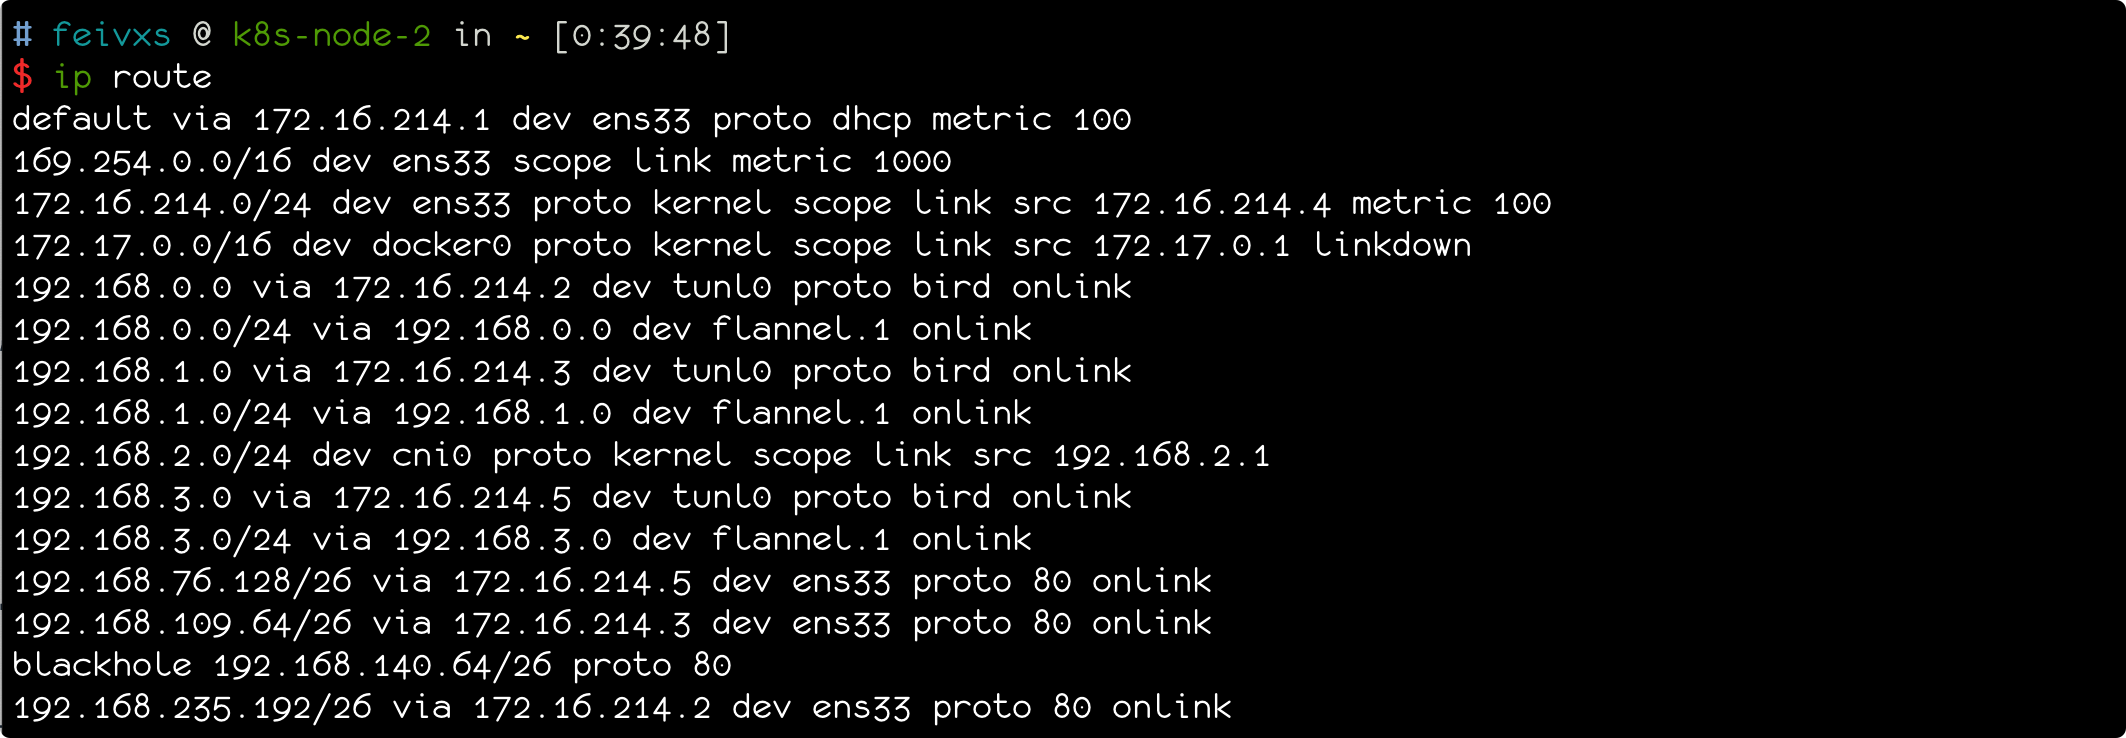 # feivxs @ k8s-node-2 in ~ [0:39:48]
$ ip route
default via 172.16.214.1 dev ens33 proto dhcp metric 100
169.254.0.0/16 dev ens33 scope link metric 1000
172.16.214.0/24 dev ens33 proto kernel scope link src 172.16.214.4 metric 100
172.17.0.0/16 dev docker0 proto kernel scope link src 172.17.0.1 linkdown
192.168.0.0 via 172.16.214.2 dev tunl0 proto bird onlink
192.168.0.0/24 via 192.168.0.0 dev flannel.1 onlink
192.168.1.0 via 172.16.214.3 dev tunl0 proto bird onlink
192.168.1.0/24 via 192.168.1.0 dev flannel.1 onlink
192.168.2.0/24 dev cni0 proto kernel scope link src 192.168.2.1
192.168.3.0 via 172.16.214.5 dev tunl0 proto bird onlink
192.168.3.0/24 via 192.168.3.0 dev flannel.1 onlink
192.168.76.128/26 via 172.16.214.5 dev ens33 proto 80 onlink
192.168.109.64/26 via 172.16.214.3 dev ens33 proto 80 onlink
blackhole 192.168.140.64/26 proto 80
192.168.235.192/26 via 172.16.214.2 dev ens33 proto 80 onlink